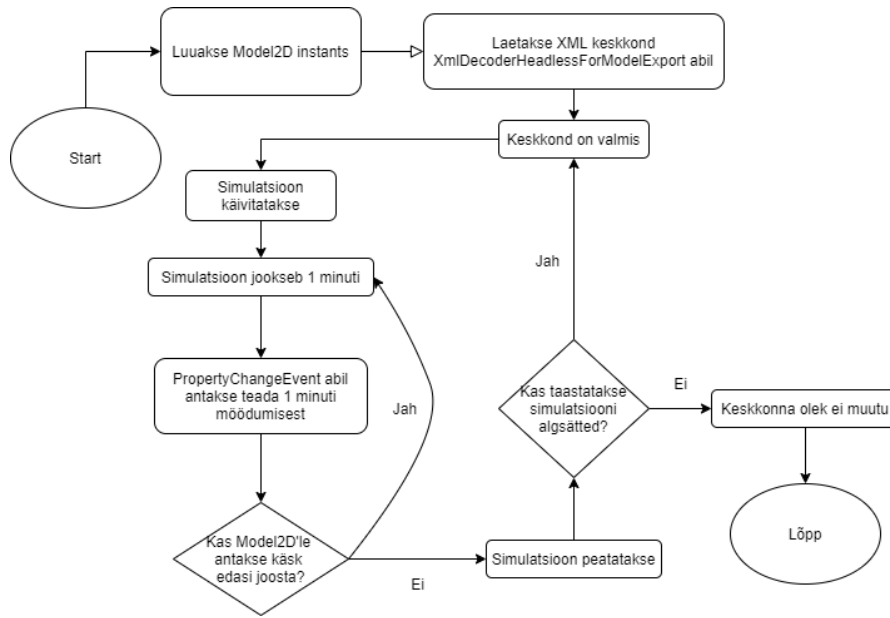 Start
Luuakse Model2D instants
Laetakse XML keskkond
XmlDecoderHeadlessForModelExport abil
Keskkond on valmis
Simulatsioon
käivitatakse
Simulatsioon jookseb 1 minuti
PropertyChangeEvent abil
antakse teada 1 minuti
möödumisest
Jah
Kas Model2D'le
antakse käsk
edasi joosta?
Ei
Simulatsioon peatatakse
Kas taastatakse
simulatsiooni
algsätted?
Jah
Ei
Keskkonna olek ei muutu
Lõpp